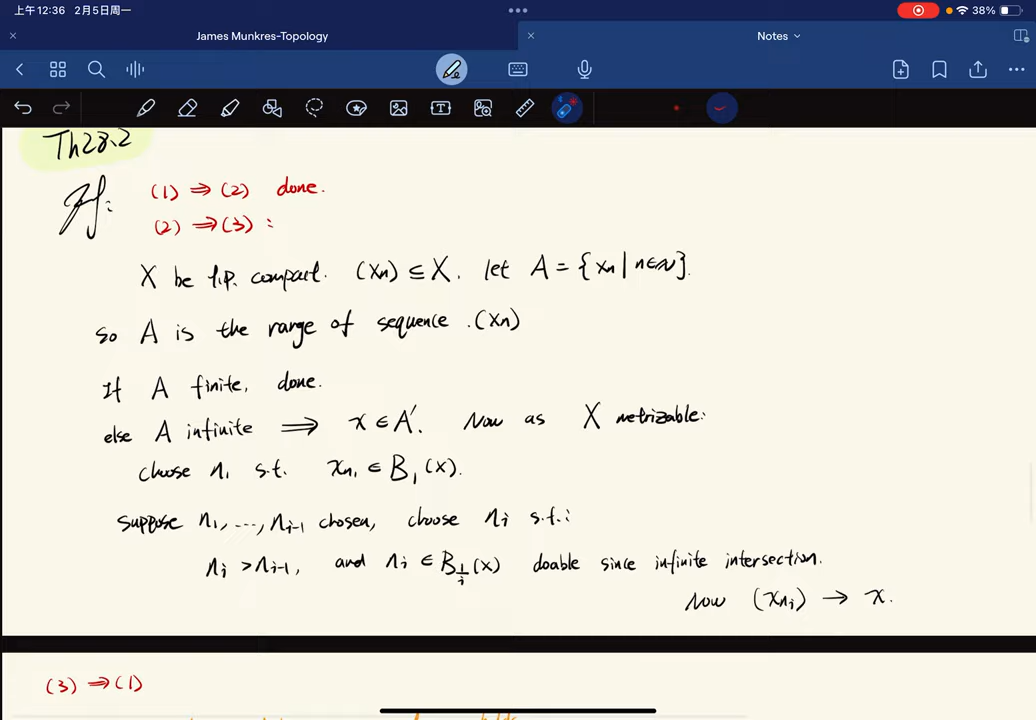 上午12:36 2月5日周一
38%
James Munkres-Topology
Notes
Th28.2
Pf:
(1) ⇒ (2) done.
(2) ⇒ (3) :
X be l.p. compact. (xn) ⊆ X. let A = {xn | n∈N}.
so A is the range of sequence .(xn)
If A finite, done.
else A infinite ⟹ x ∈ A'. Now as X metrizable:
choose n₁ s.t. xn₁ ∈ B₁(x).
suppose n₁, ..., nᵢ₋₁ chosen, choose nᵢ s.t.:
nᵢ > nᵢ₋₁, and nᵢ ∈ B_{1/i}(x) doable since infinite intersection.
Now (xnᵢ) → x.
(3) ⇒ (1)